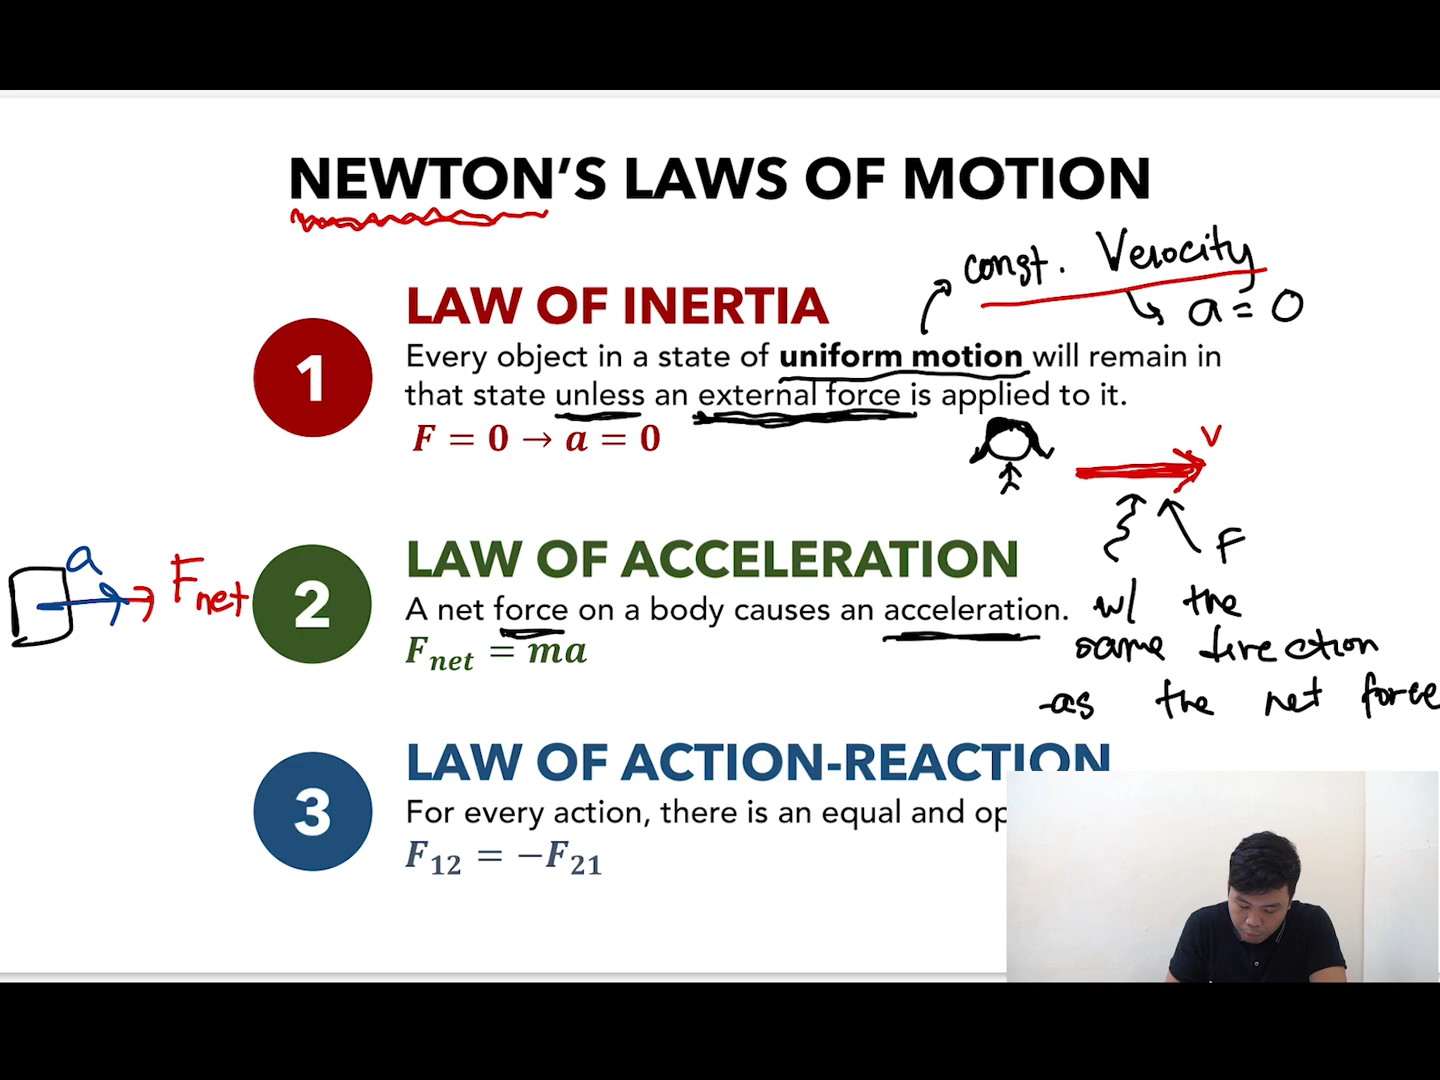 NEWTON'S LAWS OF MOTION
const. Velocity
a = 0
LAW OF INERTIA
1
Every object in a state of uniform motion will remain in
that state unless an external force is applied to it.
F = 0 → a = 0
v
F
LAW OF ACCELERATION
a
Fnet
2
A net force on a body causes an acceleration.
w/ the
same direction
as the net force
Fnet = ma
LAW OF ACTION-REACTION
3
For every action, there is an equal and op
F12 = −F21